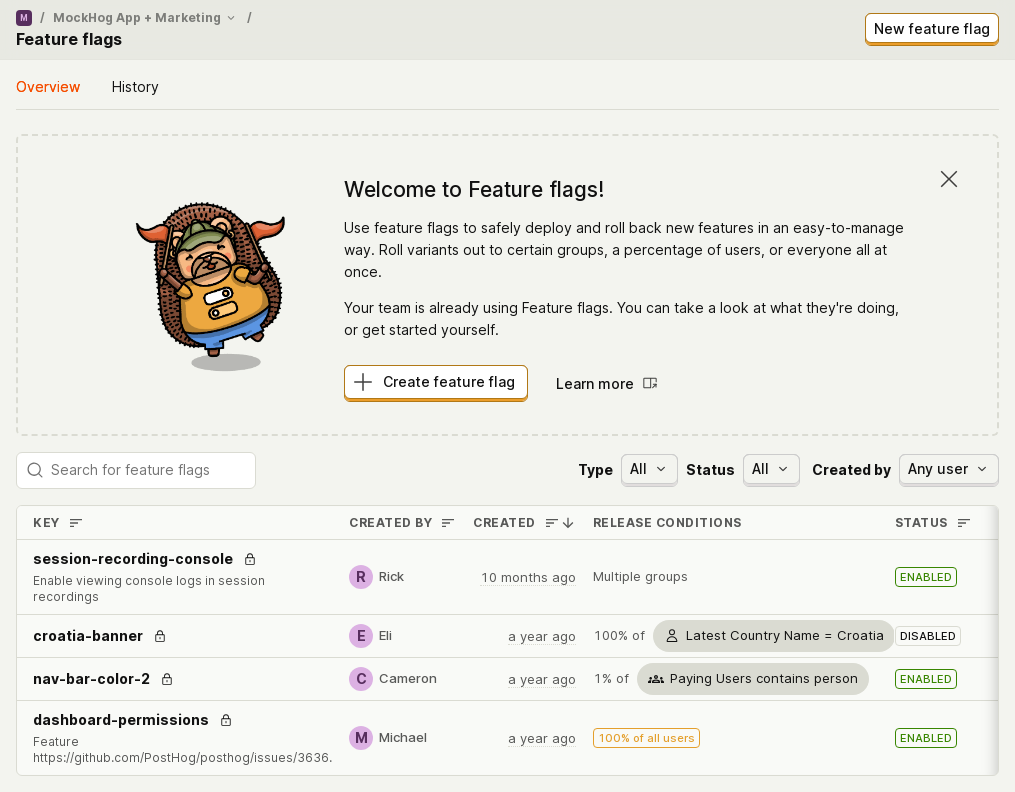 M / MockHog App + Marketing /
Feature flags
New feature flag
Overview History
Welcome to Feature flags!
Use feature flags to safely deploy and roll back new features in an easy-to-manage
way. Roll variants out to certain groups, a percentage of users, or everyone all at
once.
Your team is already using Feature flags. You can take a look at what they're doing,
or get started yourself.
Create feature flag Learn more
Search for feature flags Type All Status All Created by Any user
KEY CREATED BY CREATED RELEASE CONDITIONS STATUS
session-recording-console
Enable viewing console logs in session
recordings
R Rick 10 months ago Multiple groups ENABLED
croatia-banner E Eli a year ago 100% of Latest Country Name = Croatia DISABLED
nav-bar-color-2 C Cameron a year ago 1% of Paying Users contains person ENABLED
dashboard-permissions
Feature
https://github.com/PostHog/posthog/issues/3636.
M Michael a year ago 100% of all users ENABLED